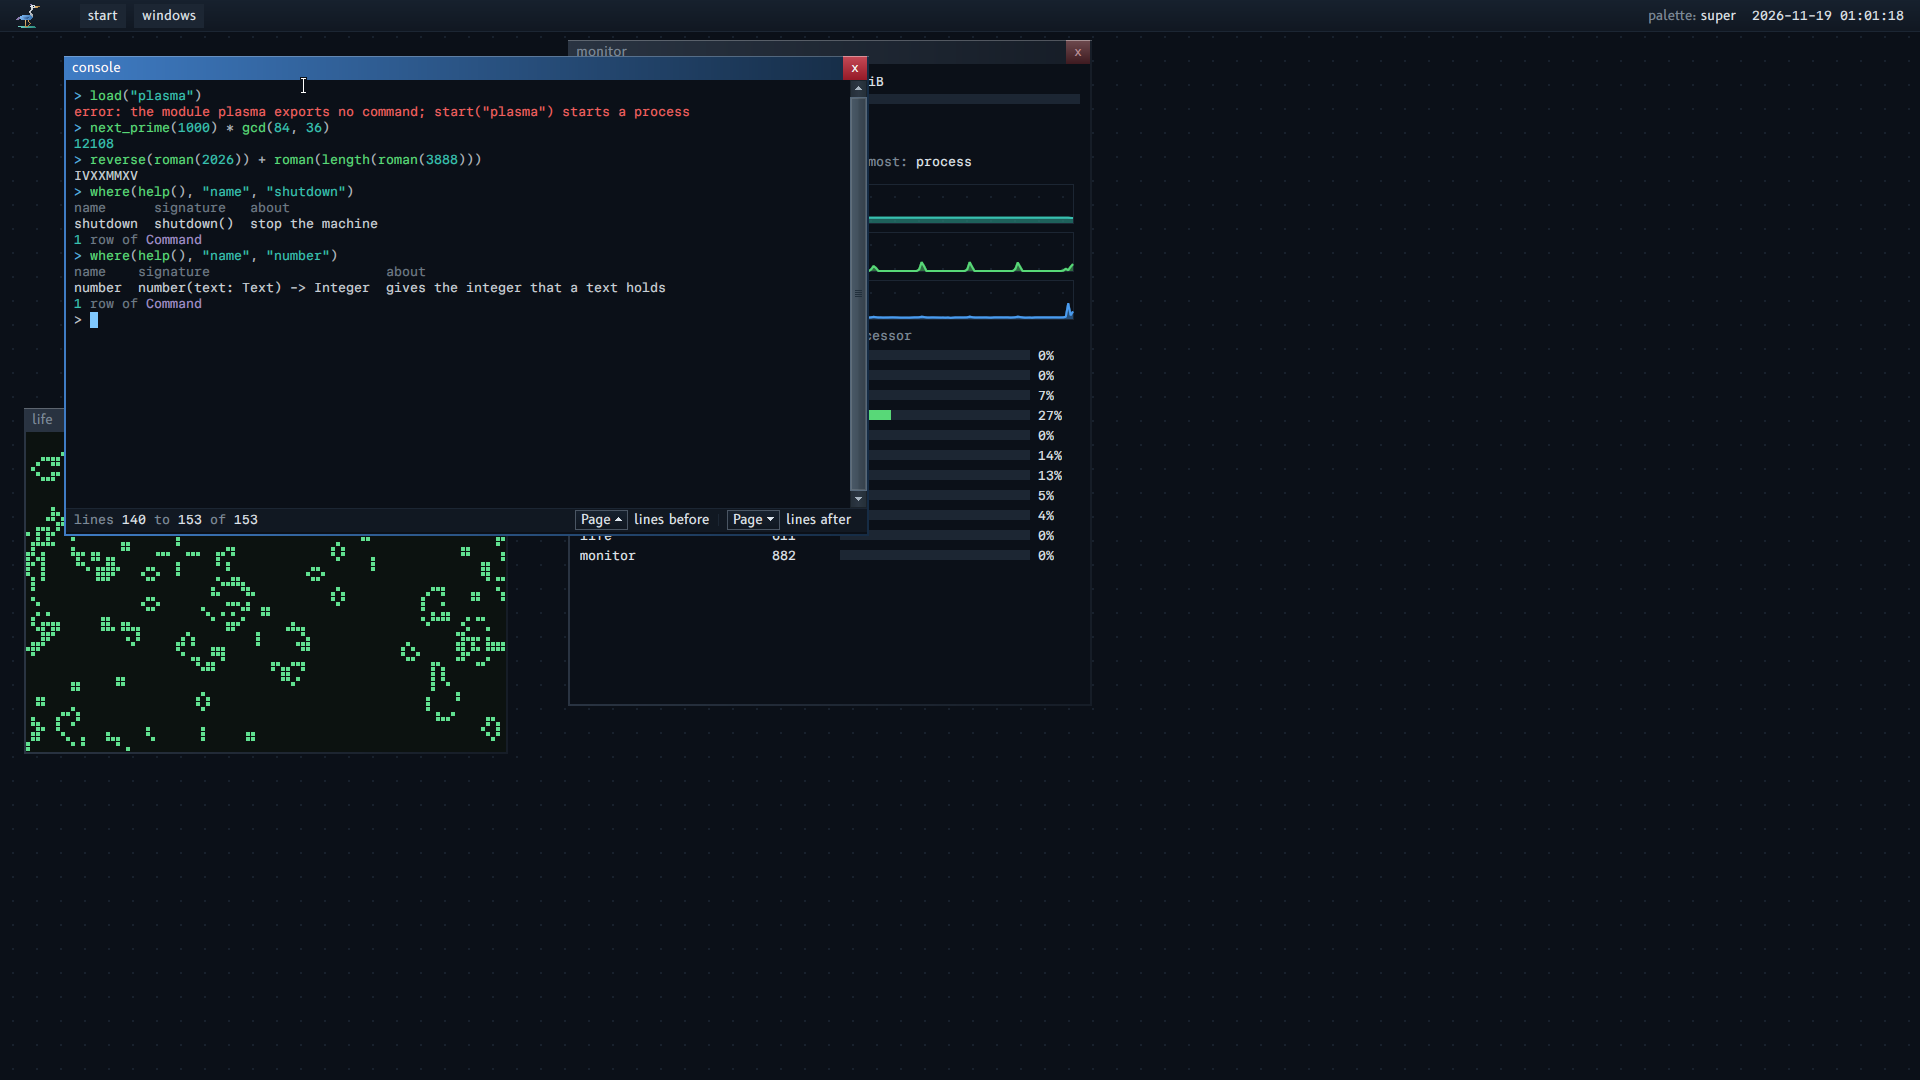 start windows palette: super 2026-11-19 01:01:18
monitor x
console x
iB
> load("plasma")
error: the module plasma exports no command; start("plasma") starts a process
> next_prime(1000) * gcd(84, 36)
12108
> reverse(roman(2026)) + roman(length(roman(3888)))
IVXXMMXV
> where(help(), "name", "shutdown")
name signature about
shutdown shutdown() stop the machine
1 row of Command
> where(help(), "name", "number")
name signature about
number number(text: Text) -> Integer gives the integer that a text holds
1 row of Command
>
lines 140 to 153 of 153 Page lines before Page lines after
most: process
cessor
0%
0%
7%
27%
0%
14%
13%
5%
4%
life 0%
monitor 882 0%
life